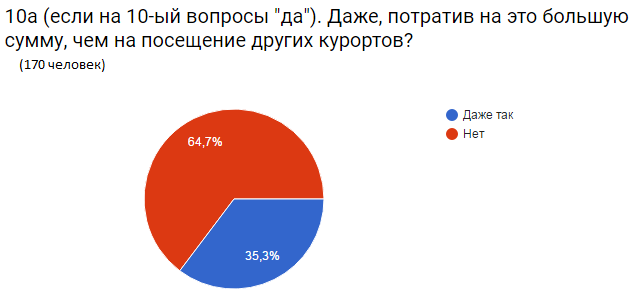 10а (если на 10-ый вопросы "да"). Даже, потратив на это большую
сумму, чем на посещение других курортов?
(170 человек)
Даже так
Нет
64,7%
35,3%